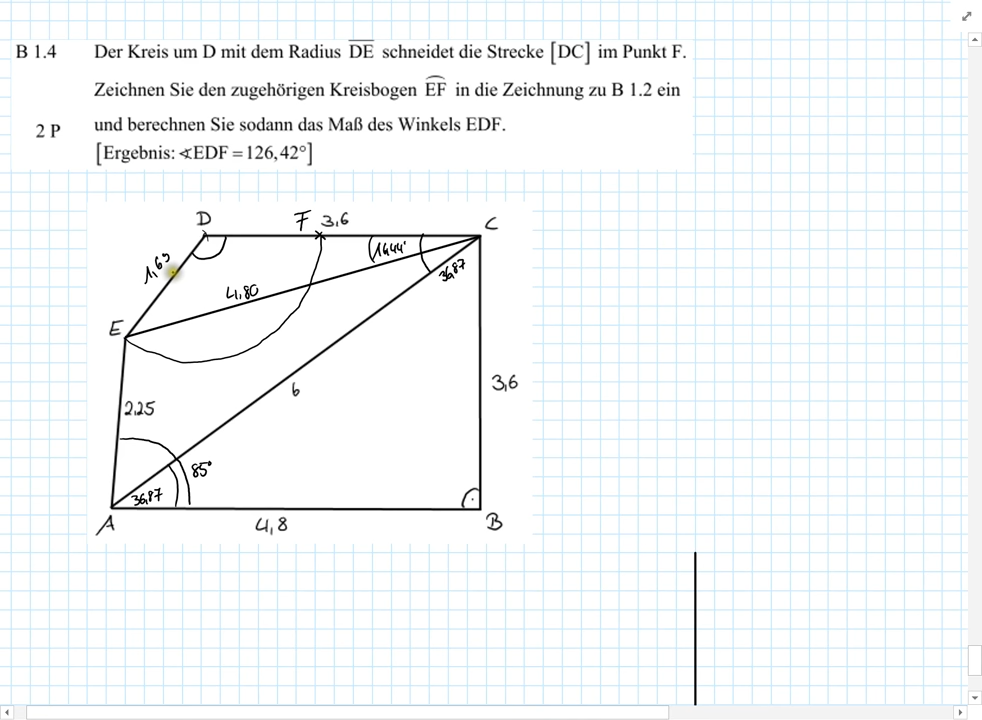 B 1.4 Der Kreis um D mit dem Radius DE schneidet die Strecke [DC] im Punkt F.
Zeichnen Sie den zugehörigen Kreisbogen EF in die Zeichnung zu B 1.2 ein
2 P und berechnen Sie sodann das Maß des Winkels EDF.
[Ergebnis: ∢EDF = 126,42°]
D F 3,6 C
1,69 16,44°
36,87
4,80
E
6 3,6
2,25
85°
36,87
A 4,8 B